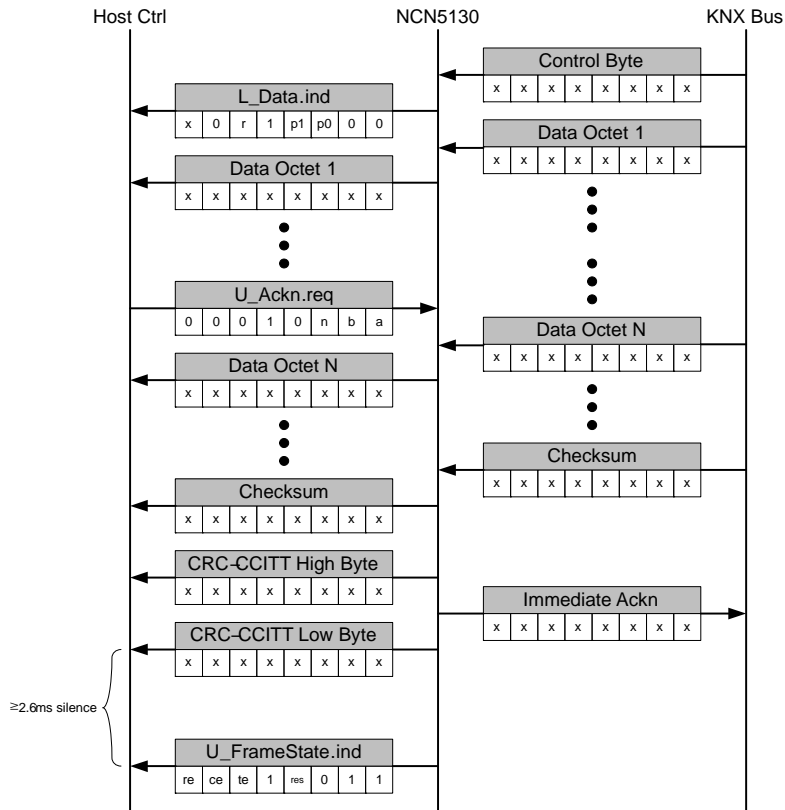 Host Ctrl NCN5130 KNX Bus
Control Byte
x x x x x x x x
L_Data.ind
x 0 r 1 p1 p0 0 0
Data Octet 1
x x x x x x x x
Data Octet 1
x x x x x x x x
U_Ackn.req
0 0 0 1 0 n b a
Data Octet N
x x x x x x x x
Data Octet N
x x x x x x x x
Checksum
x x x x x x x x
Checksum
x x x x x x x x
CRC-CCITT High Byte
x x x x x x x x
Immediate Ackn
x x x x x x x x
CRC-CCITT Low Byte
x x x x x x x x
≥2.6ms silence
U_FrameState.ind
re ce te 1 res 0 1 1